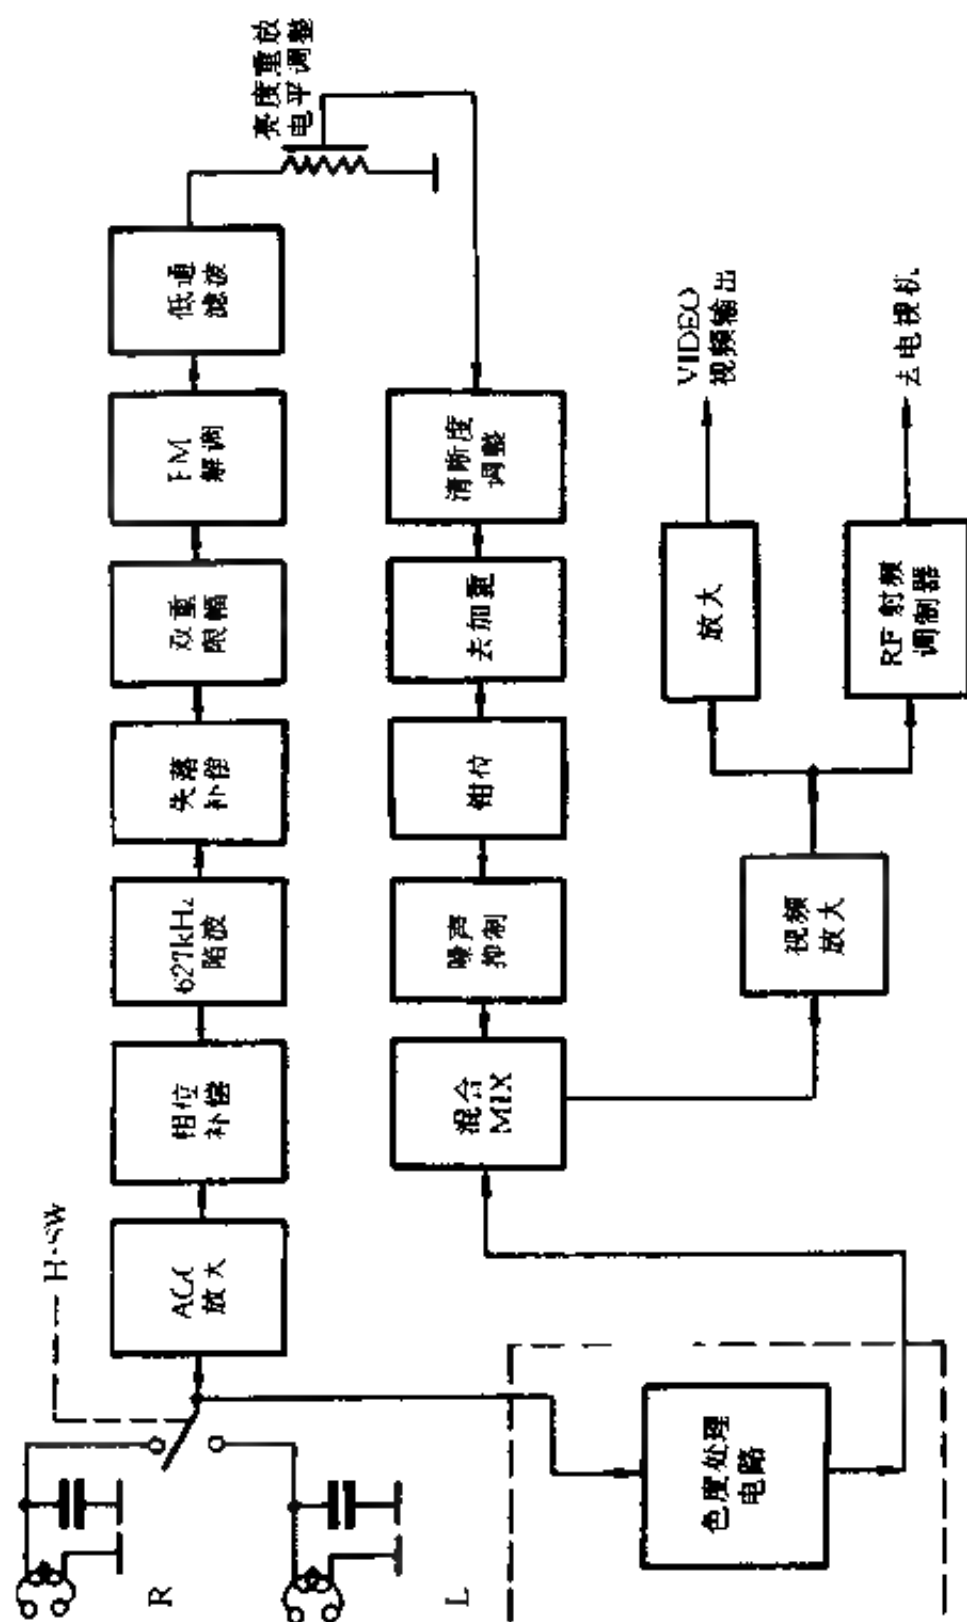 H·SW
R
L
AGC
放大
相位
补偿
627kHz
陷波
失落
补偿
双重
限幅
FM
解调
低通
滤波
亮度重放
电平调整
清晰度
调整
去加重
钳位
噪声
抑制
混合
MIX
色度处理
电路
视频
放大
放大
VIDEO
视频输出
RF射频
调制器
去电视机